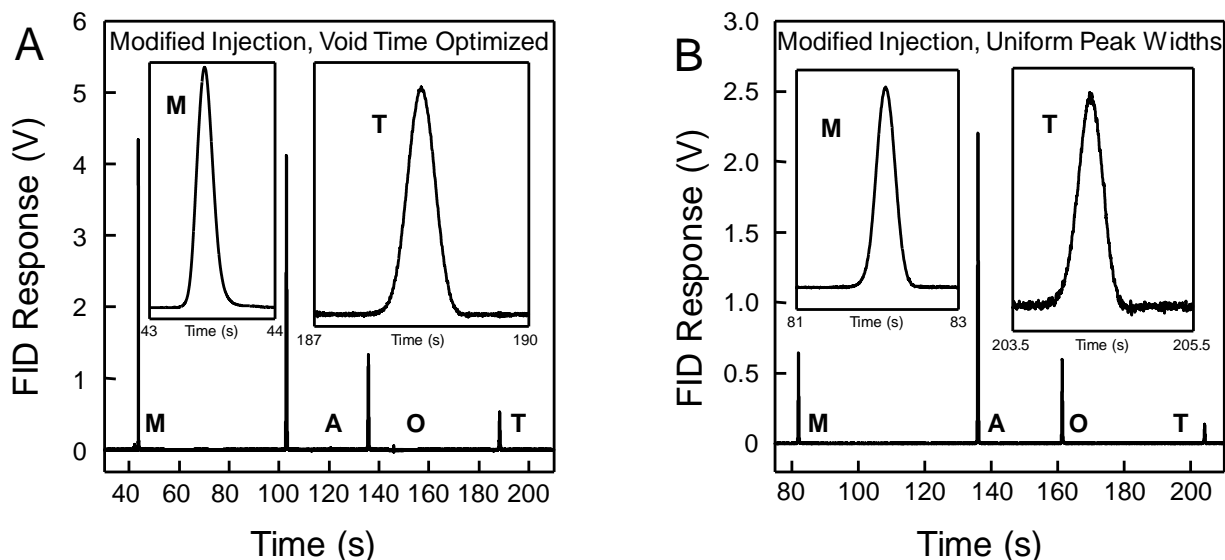 A
Modified Injection, Void Time Optimized
FID Response (V)
6
5
4
3
2
1
0
M
43
Time (s)
44
T
187
Time (s)
190
M
A
O
T
40
60
80
100
120
140
160
180
200
Time (s)
B
Modified Injection, Uniform Peak Widths
FID Response (V)
3.0
2.5
2.0
1.5
1.0
0.5
0
M
81
Time (s)
83
T
203.5
Time (s)
205.5
M
A
O
T
80
100
120
140
160
180
200
Time (s)